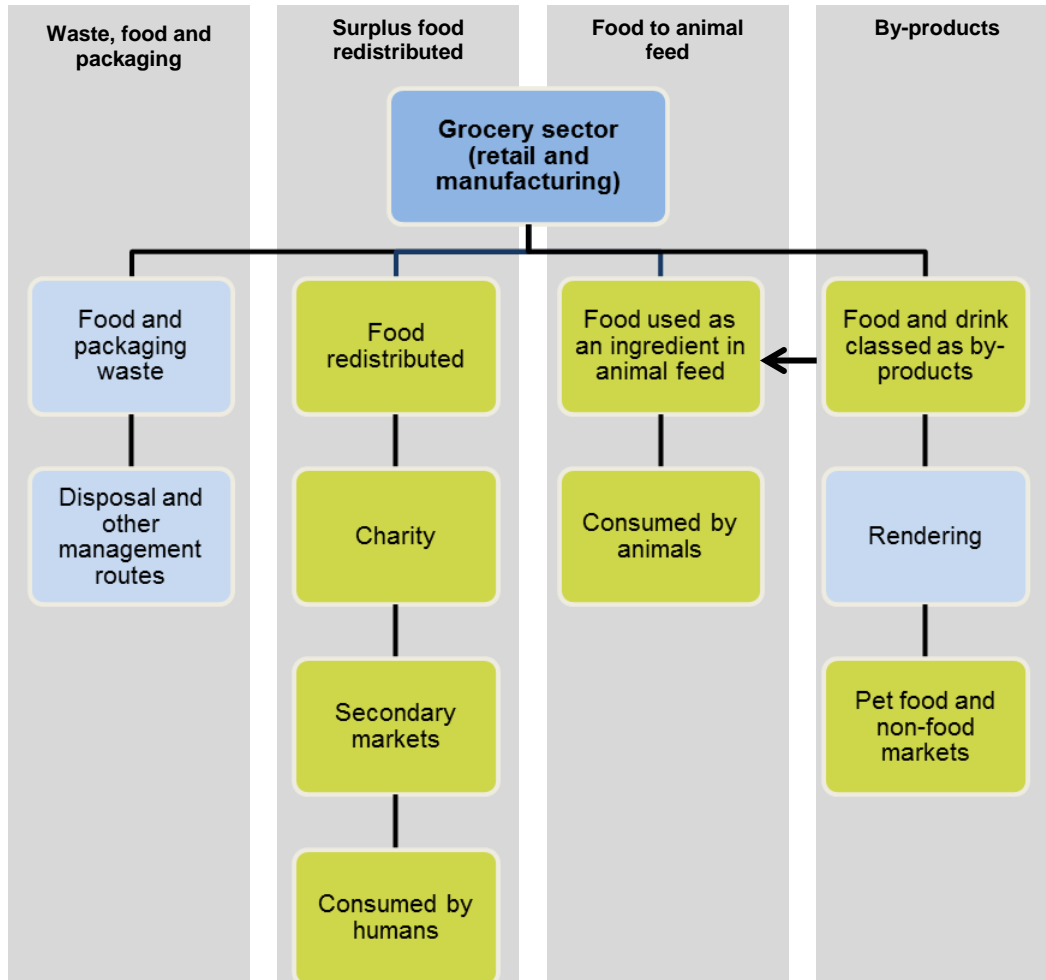 Waste, food and
packaging
Surplus food
redistributed
Food to animal
feed
By-products
Grocery sector
(retail and
manufacturing)
Food and
packaging
waste
Food
redistributed
Food used as
an ingredient in
animal feed
Food and drink
classed as by-
products
Disposal and
other
management
routes
Charity
Consumed by
animals
Rendering
Secondary
markets
Pet food and
non-food
markets
Consumed by
humans